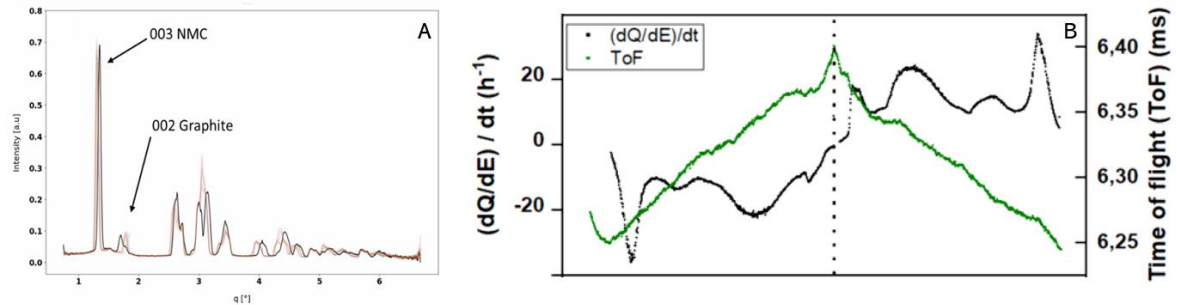 A
003 NMC
002 Graphite
Intensity [a.u]
0.8
0.7
0.6
0.5
0.4
0.3
0.2
0.1
0.0
1 2 3 4 5 6
q [°]
B
(dQ/dE)/dt
ToF
(dQ/dE) / dt (h-1)
20
0
-20
6,40
6,35
6,30
6,25
Time of flight (ToF) (ms)